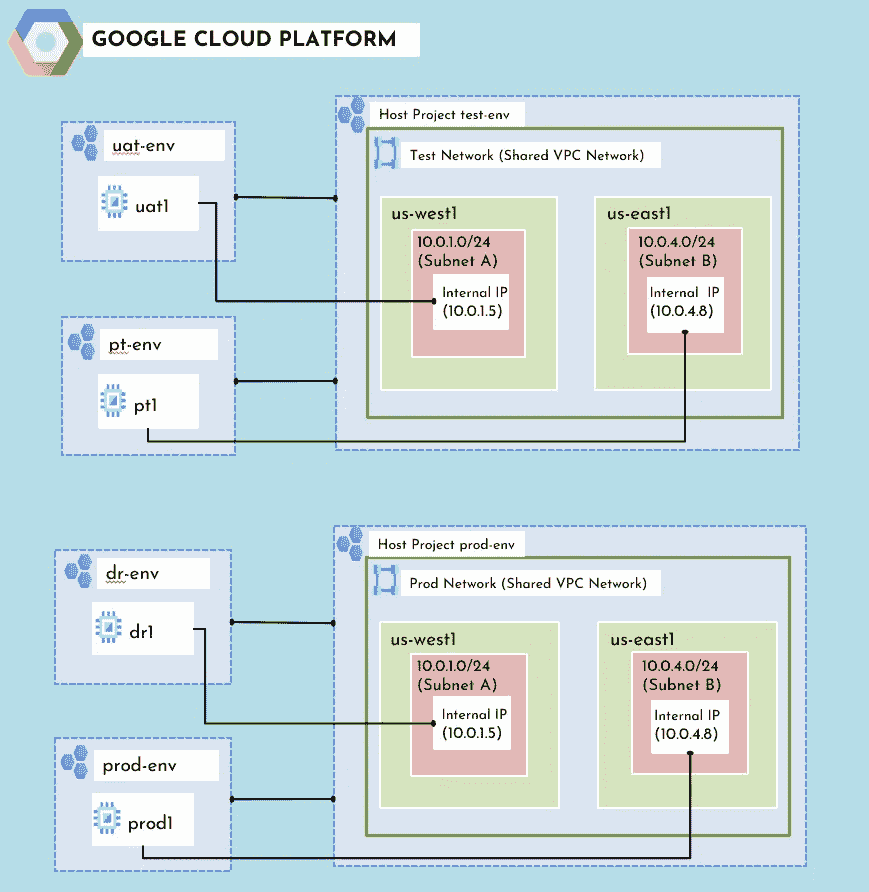 GOOGLE CLOUD PLATFORM
uat-env
uat1
pt-env
pt1
Host Project test-env
Test Network (Shared VPC Network)
us-west1
10.0.1.0/24
(Subnet A)
Internal IP
(10.0.1.5)
us-east1
10.0.4.0/24
(Subnet B)
Internal IP
(10.0.4.8)
dr-env
dr1
prod-env
prod1
Host Project prod-env
Prod Network (Shared VPC Network)
us-west1
10.0.1.0/24
(Subnet A)
Internal IP
(10.0.1.5)
us-east1
10.0.4.0/24
(Subnet B)
Internal IP
(10.0.4.8)